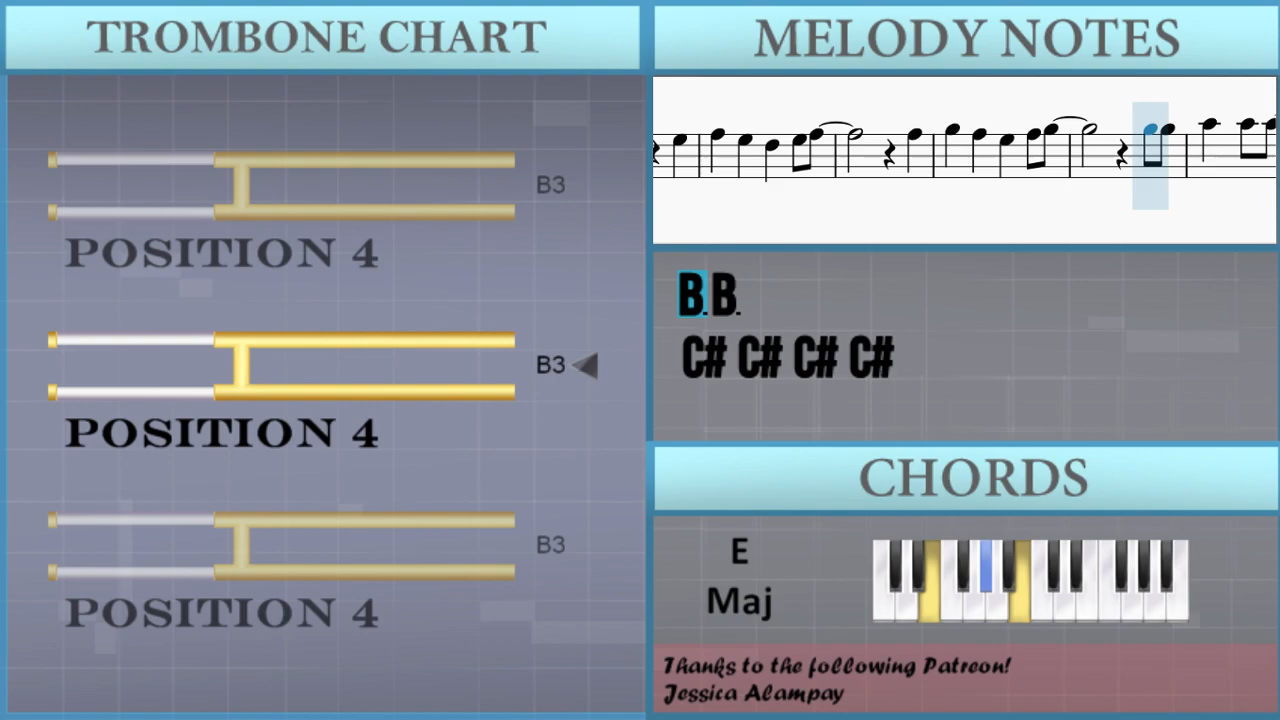 TROMBONE CHART
B3
POSITION 4
B3
POSITION 4
B3
POSITION 4
MELODY NOTES
B. B.
C# C# C# C#
CHORDS
E
Maj
Thanks to the following Patreon!
Jessica Alampay